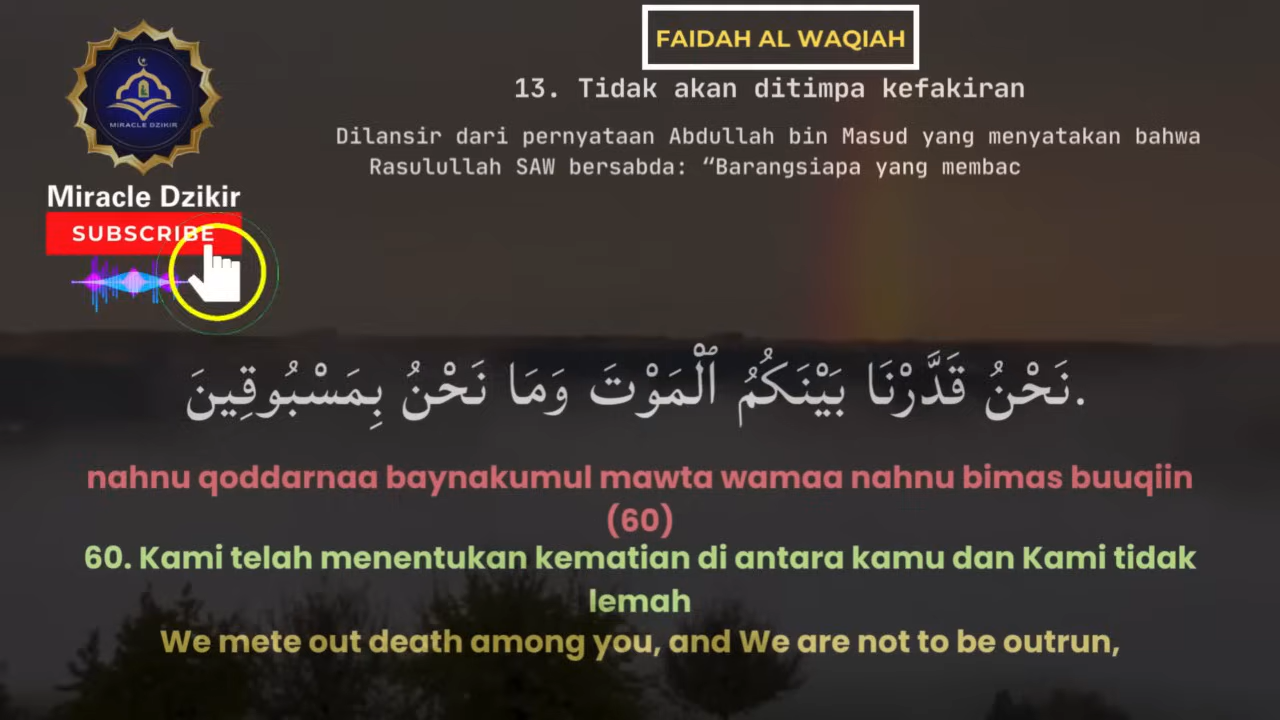 FAIDAH AL WAQIAH
13. Tidak akan ditimpa kefakiran
Dilansir dari pernyataan Abdullah bin Masud yang menyatakan bahwa
Rasulullah SAW bersabda: “Barangsiapa yang membac
MIRACLE DZIKIR
Miracle Dzikir
SUBSCRIBE
نَحْنُ قَدَّرْنَا بَيْنَكُمُ ٱلْمَوْتَ وَمَا نَحْنُ بِمَسْبُوقِينَ.
nahnu qoddarnaa baynakumul mawta wamaa nahnu bimas buuqiin
(60)
60. Kami telah menentukan kematian di antara kamu dan Kami tidak
lemah
We mete out death among you, and We are not to be outrun,